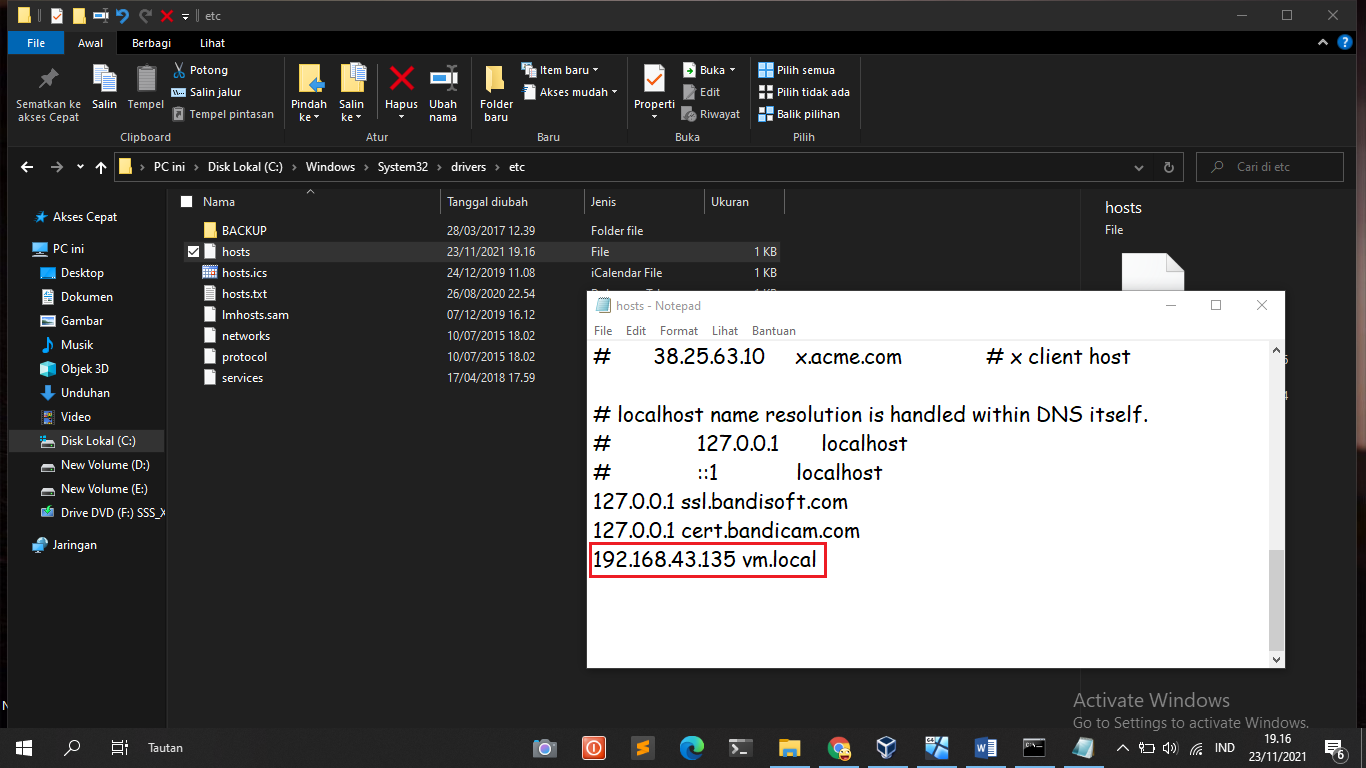 etc
File Awal Berbagi Lihat
Sematkan ke akses Cepat
Salin
Tempel
Potong
Salin jalur
Tempel pintasan
Clipboard
Pindah ke
Salin ke
Hapus
Ubah nama
Atur
Folder baru
Item baru
Akses mudah
Baru
Properti
Buka
Edit
Riwayat
Buka
Pilih semua
Pilih tidak ada
Balik pilihan
Pilih
PC ini › Disk Lokal (C:) › Windows › System32 › drivers › etc
Cari di etc
Akses Cepat
PC ini
Desktop
Dokumen
Gambar
Musik
Objek 3D
Unduhan
Video
Disk Lokal (C:)
New Volume (D:)
New Volume (E:)
Drive DVD (F:) SSS_X
Jaringan
Nama Tanggal diubah Jenis Ukuran
BACKUP 28/03/2017 12.39 Folder file
hosts 23/11/2021 19.16 File 1 KB
hosts.ics 24/12/2019 11.08 iCalendar File 1 KB
hosts.txt 26/08/2020 22.54
lmhosts.sam 07/12/2019 16.12
networks 10/07/2015 18.02
protocol 10/07/2015 18.02
services 17/04/2018 17.59
hosts
File
hosts - Notepad
File Edit Format Lihat Bantuan
# 38.25.63.10 x.acme.com # x client host
# localhost name resolution is handled within DNS itself.
# 127.0.0.1 localhost
# ::1 localhost
127.0.0.1 ssl.bandisoft.com
127.0.0.1 cert.bandicam.com
192.168.43.135 vm.local
Activate Windows
Go to Settings to activate Windows.
Tautan
IND
19.16
23/11/2021
6